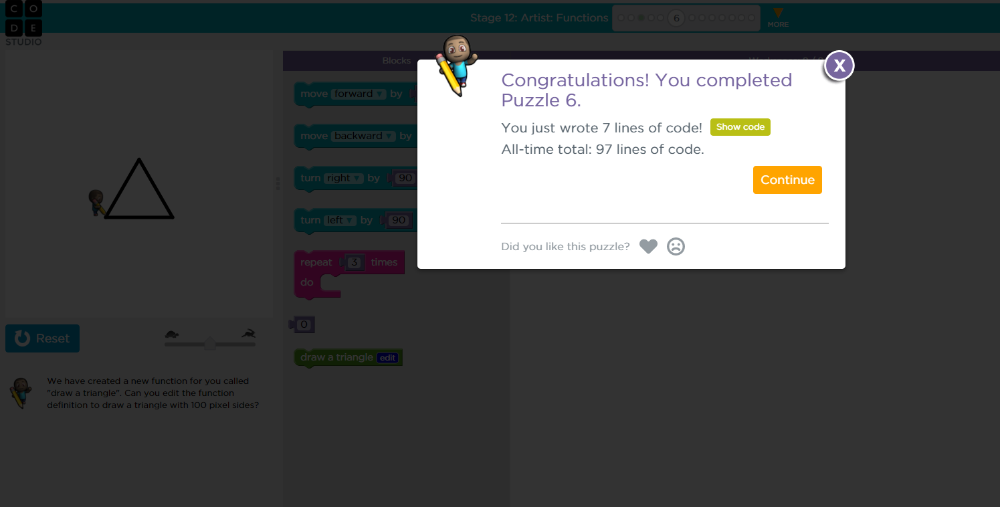 C O
D E
STUDIO
Stage 12: Artist: Functions
6
MORE
Blocks
move forward ▼ by
move backward ▼ by
turn right ▼ by 90
turn left ▼ by 90
repeat 3 times
do
0
draw a triangle edit
X
Congratulations! You completed
Puzzle 6.
You just wrote 7 lines of code! Show code
All-time total: 97 lines of code.
Continue
Did you like this puzzle?
Reset
We have created a new function for you called
"draw a triangle". Can you edit the function
definition to draw a triangle with 100 pixel sides?